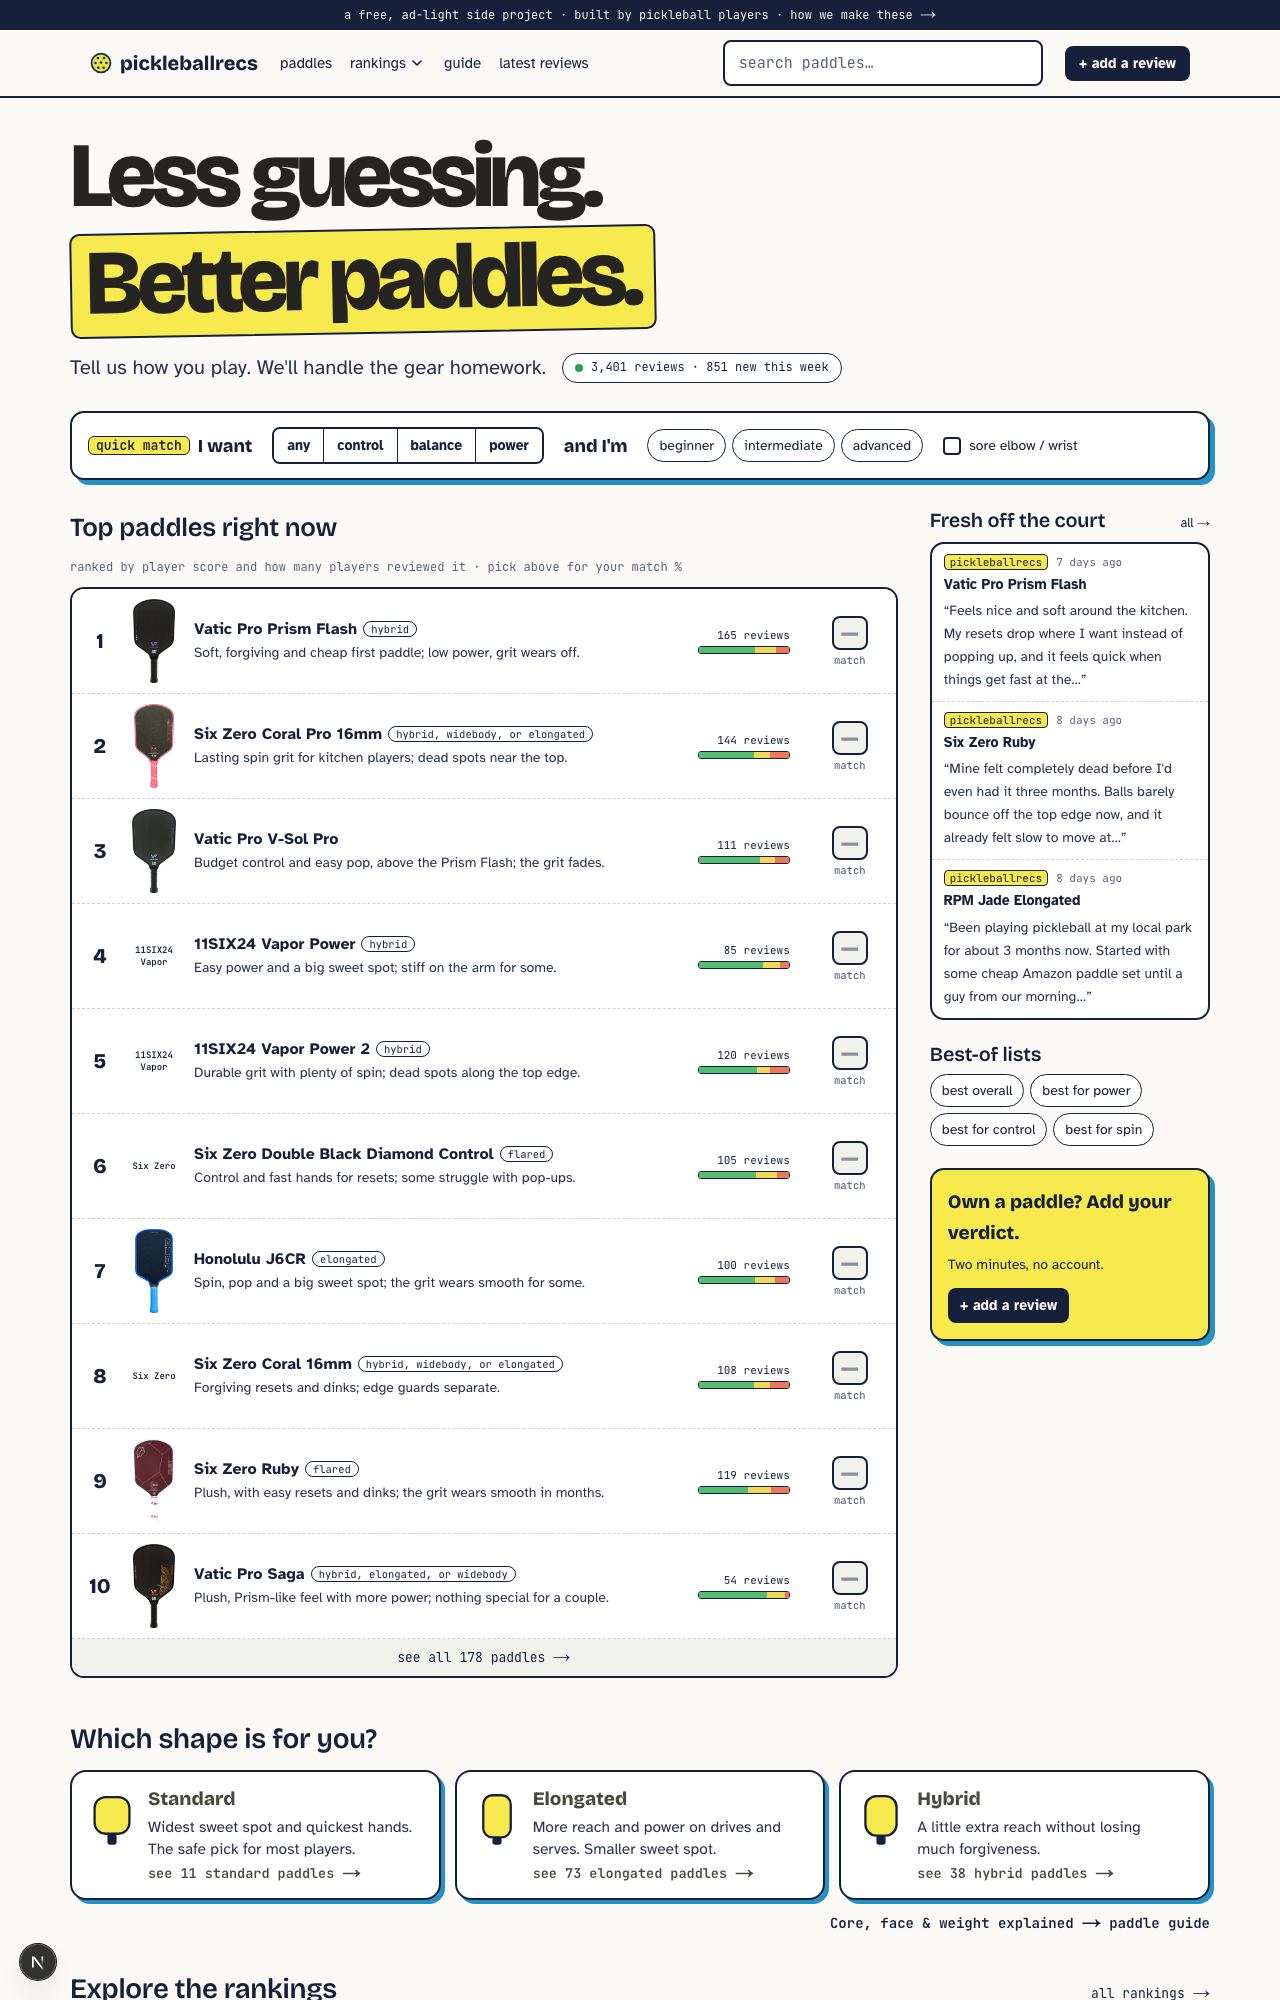 a free, ad-light side project · built by pickleball players · how we make these →
pickleballrecs
paddles
rankings
guide
latest reviews
search paddles…
+ add a review
Less guessing.
Better paddles.
Tell us how you play. We'll handle the gear homework.
3,401 reviews · 851 new this week
quick match I want
any
control
balance
power
and I'm
beginner
intermediate
advanced
sore elbow / wrist
Top paddles right now
ranked by player score and how many players reviewed it · pick above for your match %
1
Vatic Pro Prism Flash hybrid
Soft, forgiving and cheap first paddle; low power, grit wears off.
165 reviews
match
2
Six Zero Coral Pro 16mm hybrid, widebody, or elongated
Lasting spin grit for kitchen players; dead spots near the top.
144 reviews
match
3
Vatic Pro V-Sol Pro
Budget control and easy pop, above the Prism Flash; the grit fades.
111 reviews
match
4
11SIX24
Vapor
11SIX24 Vapor Power hybrid
Easy power and a big sweet spot; stiff on the arm for some.
85 reviews
match
5
11SIX24
Vapor
11SIX24 Vapor Power 2 hybrid
Durable grit with plenty of spin; dead spots along the top edge.
120 reviews
match
6
Six Zero
Six Zero Double Black Diamond Control flared
Control and fast hands for resets; some struggle with pop-ups.
105 reviews
match
7
Honolulu J6CR elongated
Spin, pop and a big sweet spot; the grit wears smooth for some.
100 reviews
match
8
Six Zero
Six Zero Coral 16mm hybrid, widebody, or elongated
Forgiving resets and dinks; edge guards separate.
108 reviews
match
9
Six Zero Ruby flared
Plush, with easy resets and dinks; the grit wears smooth in months.
119 reviews
match
10
Vatic Pro Saga hybrid, elongated, or widebody
Plush, Prism-like feel with more power; nothing special for a couple.
54 reviews
match
see all 178 paddles →
Fresh off the court
all →
pickleballrecs 7 days ago
Vatic Pro Prism Flash
“Feels nice and soft around the kitchen.
My resets drop where I want instead of
popping up, and it feels quick when
things get fast at the…”
pickleballrecs 8 days ago
Six Zero Ruby
“Mine felt completely dead before I'd
even had it three months. Balls barely
bounce off the top edge now, and it
already felt slow to move at…”
pickleballrecs 8 days ago
RPM Jade Elongated
“Been playing pickleball at my local park
for about 3 months now. Started with
some cheap Amazon paddle set until a
guy from our morning…”
Best-of lists
best overall
best for power
best for control
best for spin
Own a paddle? Add your
verdict.
Two minutes, no account.
+ add a review
Which shape is for you?
Standard
Widest sweet spot and quickest hands.
The safe pick for most players.
see 11 standard paddles →
Elongated
More reach and power on drives and
serves. Smaller sweet spot.
see 73 elongated paddles →
Hybrid
A little extra reach without losing
much forgiveness.
see 38 hybrid paddles →
Core, face & weight explained → paddle guide
N
Explore the rankings
all rankings →